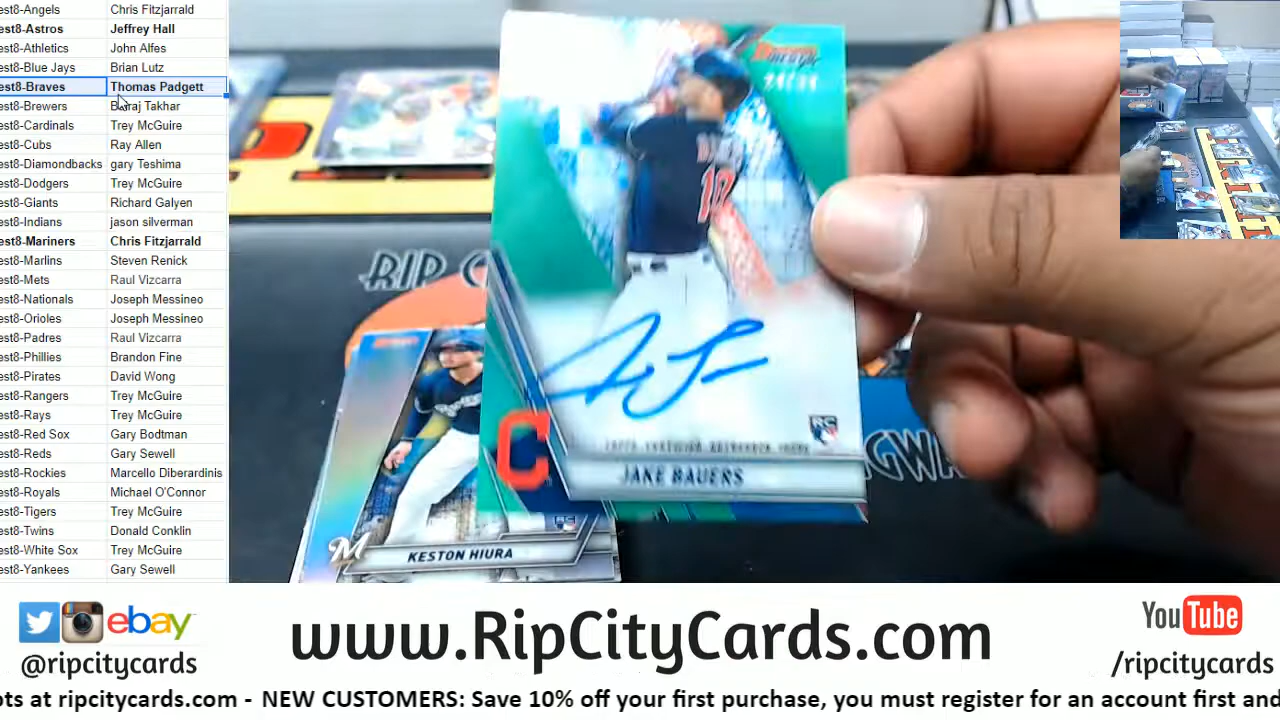 est8-Angels Chris Fitzjarrald
est8-Astros Jeffrey Hall
est8-Athletics John Alfes
est8-Blue Jays Brian Lutz
est8-Braves Thomas Padgett
est8-Brewers Takhar
est8-Cardinals Trey McGuire
est8-Cubs Ray Allen
est8-Diamondbacks gary Teshima
est8-Dodgers Trey McGuire
est8-Giants Richard Galyen
est8-Indians jason silverman
est8-Mariners Chris Fitzjarrald
est8-Marlins Steven Renick
est8-Mets Raul Vizcarra
est8-Nationals Joseph Messineo
est8-Orioles Joseph Messineo
est8-Padres Raul Vizcarra
est8-Phillies Brandon Fine
est8-Pirates David Wong
est8-Rangers Trey McGuire
est8-Rays Trey McGuire
est8-Red Sox Gary Bodtman
est8-Reds Gary Sewell
est8-Rockies Marcello Diberardinis
est8-Royals Michael O'Connor
est8-Tigers Trey McGuire
est8-Twins Donald Conklin
est8-White Sox Trey McGuire
est8-Yankees Gary Sewell
RIP C
10
C
RC
JAKE BAUERS
GWA
RC
M
KESTON HIURA
ebay
@ripcitycards
www.RipCityCards.com
YouTube
/ripcitycards
ots at ripcitycards.com - NEW CUSTOMERS: Save 10% off your first purchase, you must register for an account first and